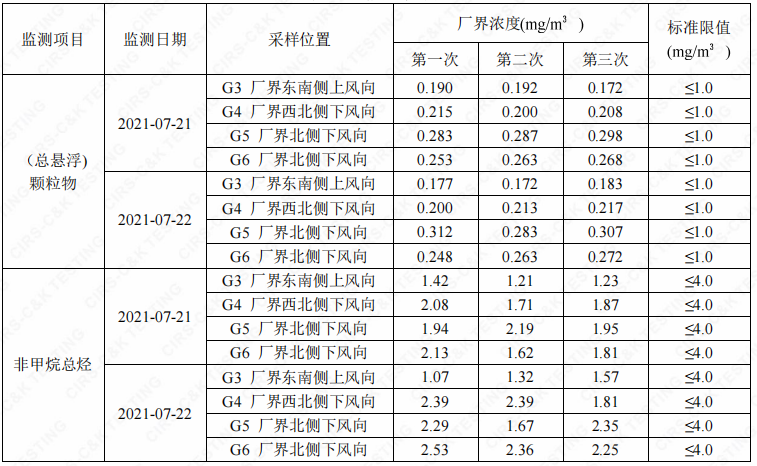 监测项目 监测日期 采样位置 厂界浓度(mg/m³ ) 标准限值
(mg/m³ )
第一次 第二次 第三次
(总悬浮)
颗粒物
2021-07-21
G3 厂界东南侧上风向 0.190 0.192 0.172 ≤1.0
G4 厂界西北侧下风向 0.215 0.200 0.208 ≤1.0
G5 厂界北侧下风向 0.283 0.287 0.298 ≤1.0
G6 厂界北侧下风向 0.253 0.263 0.268 ≤1.0
2021-07-22
G3 厂界东南侧上风向 0.177 0.172 0.183 ≤1.0
G4 厂界西北侧下风向 0.200 0.213 0.217 ≤1.0
G5 厂界北侧下风向 0.312 0.283 0.307 ≤1.0
G6 厂界北侧下风向 0.248 0.263 0.272 ≤1.0
非甲烷总烃
2021-07-21
G3 厂界东南侧上风向 1.42 1.21 1.23 ≤4.0
G4 厂界西北侧下风向 2.08 1.71 1.87 ≤4.0
G5 厂界北侧下风向 1.94 2.19 1.95 ≤4.0
G6 厂界北侧下风向 2.13 1.62 1.81 ≤4.0
2021-07-22
G3 厂界东南侧上风向 1.07 1.32 1.57 ≤4.0
G4 厂界西北侧下风向 2.39 2.39 1.81 ≤4.0
G5 厂界北侧下风向 2.29 1.67 2.35 ≤4.0
G6 厂界北侧下风向 2.53 2.36 2.25 ≤4.0
CIRS-C&K TESTING